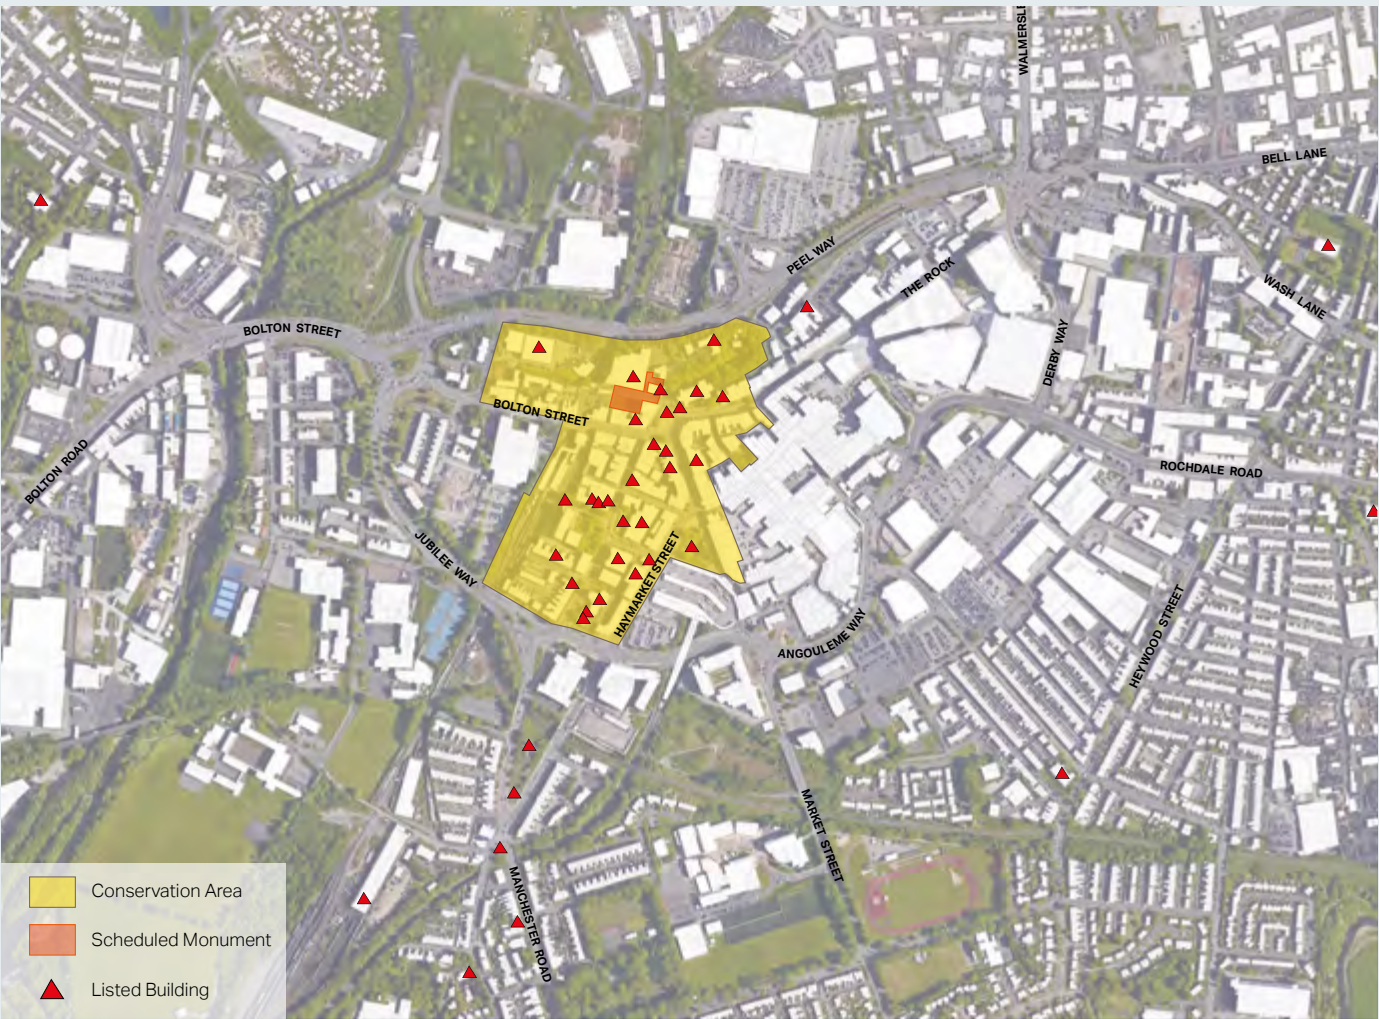 WALMERSL
BELL LANE
PEEL WAY
THE ROCK
WASH LANE
BOLTON STREET
DERBY WAY
BOLTON STREET
BOLTON ROAD
ROCHDALE ROAD
JUBILEE WAY
HAYMARKET STREET
ANGOULEME WAY
HEYWOOD STREET
MARKET STREET
MANCHESTER ROAD
Conservation Area
Scheduled Monument
Listed Building